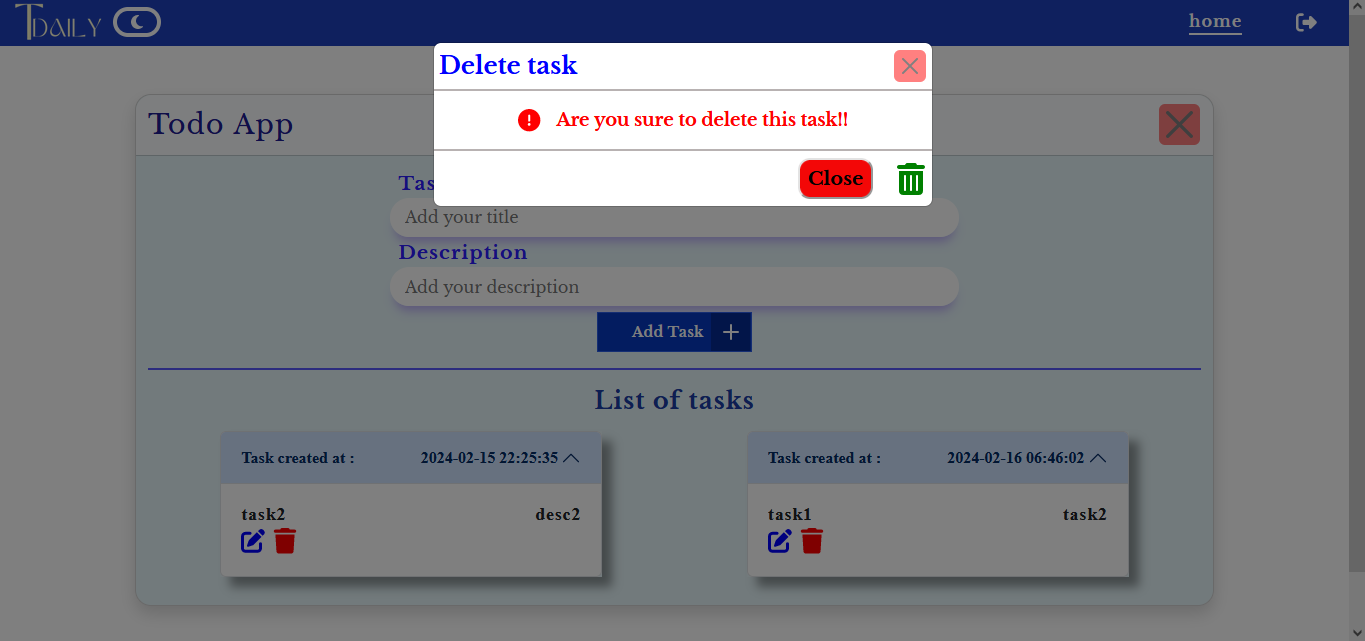 TDAILY
home
Delete task
Are you sure to delete this task!!
Close
Todo App
Add your title
Description
Add your description
Add Task
List of tasks
Task created at : 2024-02-15 22:25:35
task2 desc2
Task created at : 2024-02-16 06:46:02
task1 task2